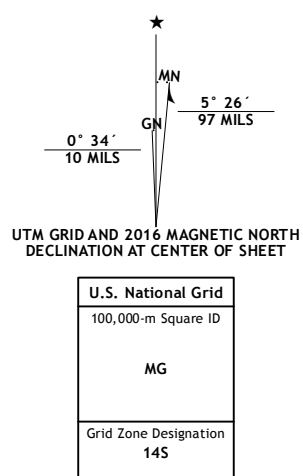 MN
5° 26´
97 MILS
GN
0° 34´
10 MILS
UTM GRID AND 2016 MAGNETIC NORTH
DECLINATION AT CENTER OF SHEET
U.S. National Grid
100,000-m Square ID
MG
Grid Zone Designation
14S